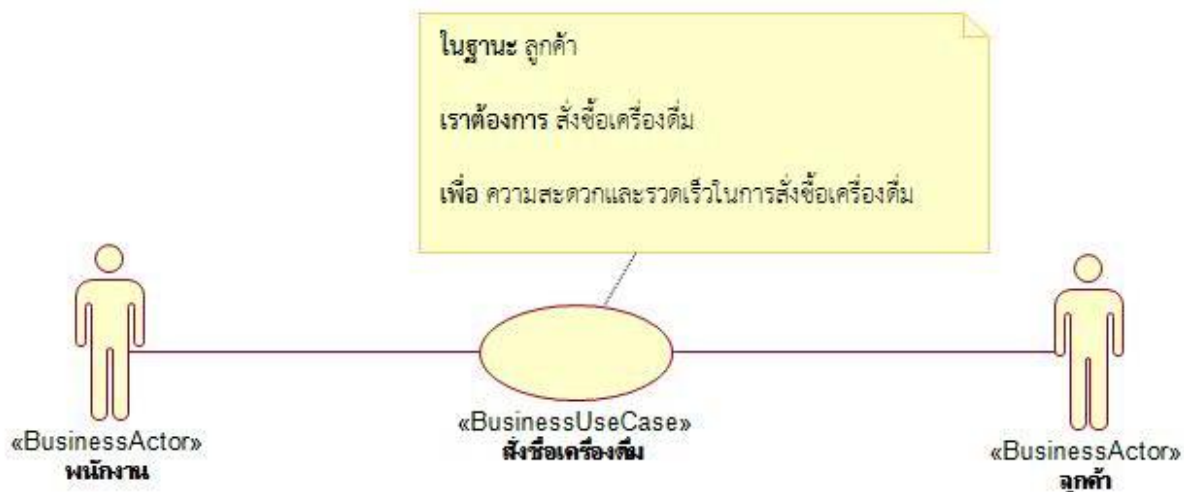 ในฐานะ ลูกค้า
เราต้องการ สั่งซื้อเครื่องดื่ม
เพื่อ ความสะดวกและรวดเร็วในการสั่งซื้อเครื่องดื่ม
«BusinessActor»
พนักงาน
«BusinessUseCase»
สั่งซื้อเครื่องดื่ม
«BusinessActor»
ลูกค้า